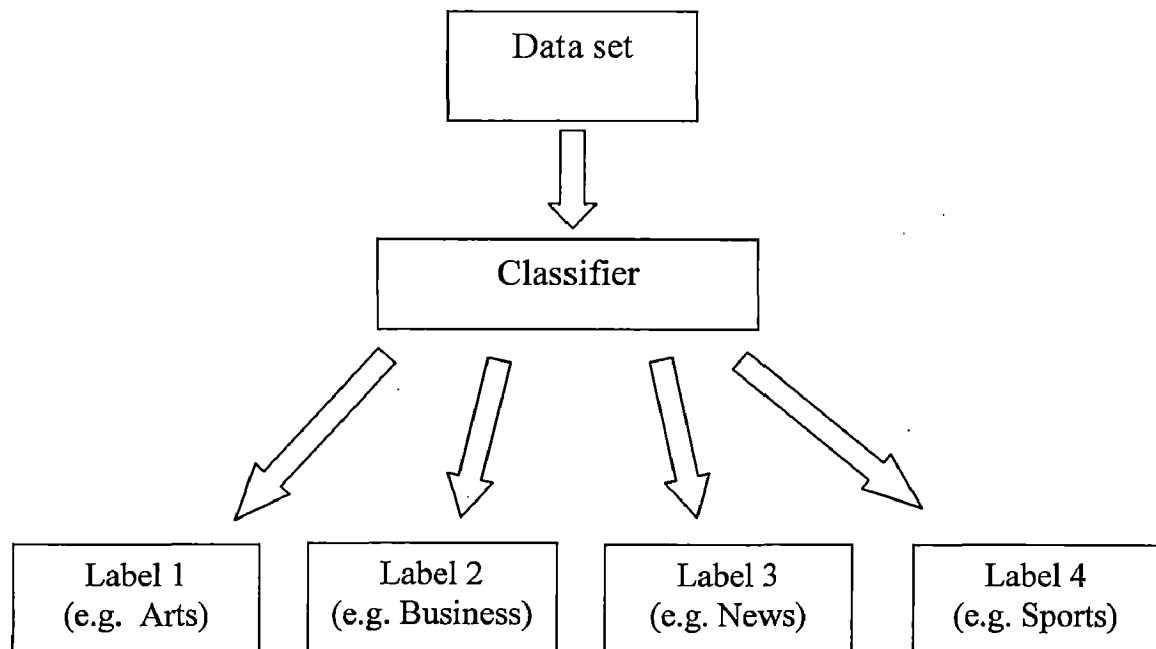 Data set
Classifier
Label 1
(e.g. Arts)
Label 2
(e.g. Business)
Label 3
(e.g. News)
Label 4
(e.g. Sports)